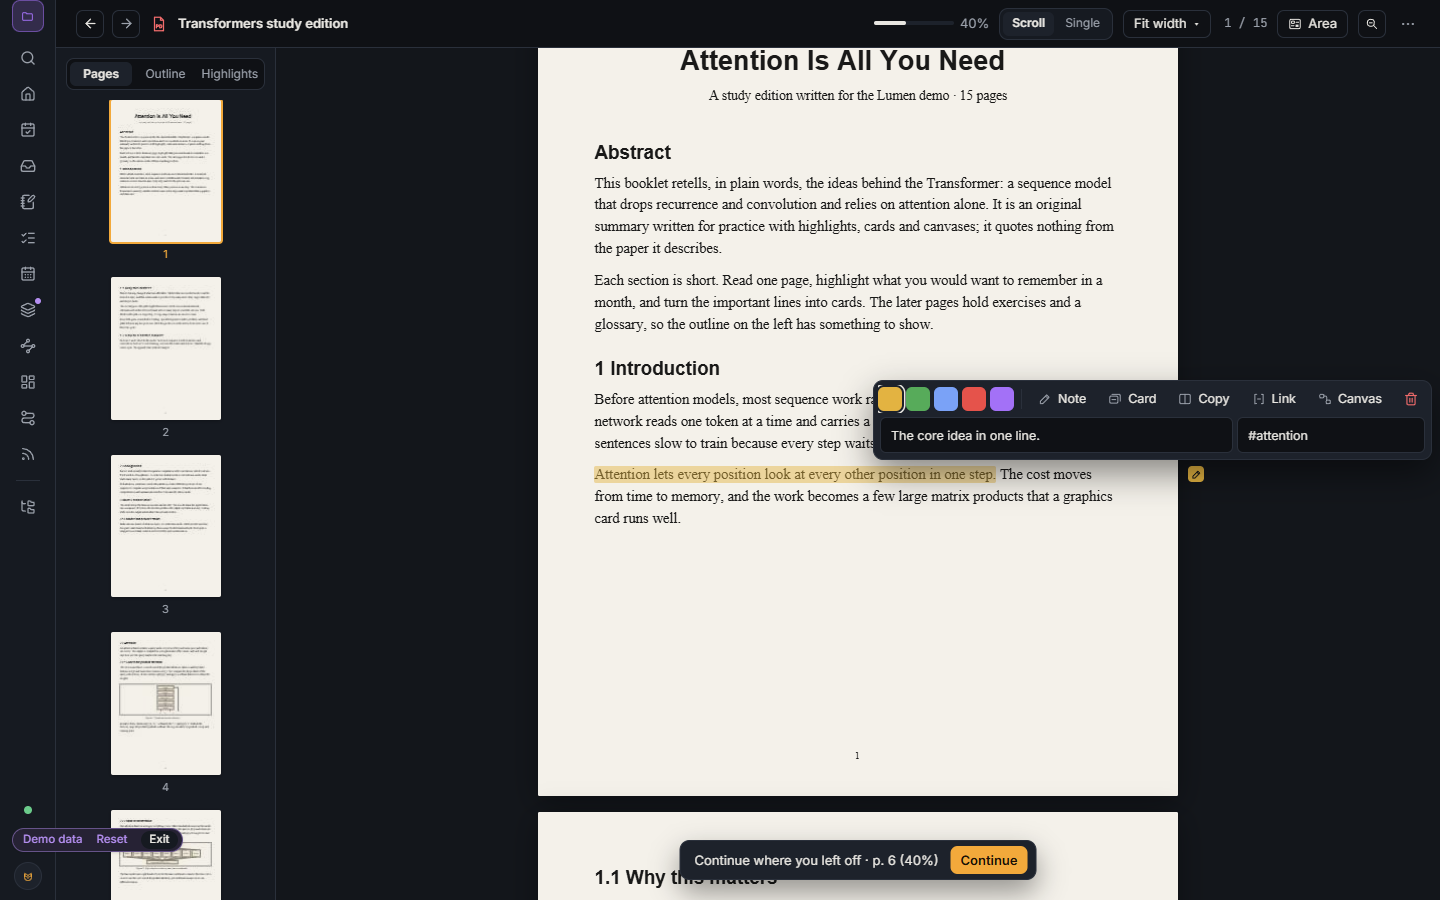 Transformers study edition
40%
Scroll
Single
Fit width
1 / 15
Area
Pages
Outline
Highlights
Attention Is All You Need
1
2
3
4
Demo data
Reset
Exit
Attention Is All You Need
A study edition written for the Lumen demo · 15 pages
Abstract
This booklet retells, in plain words, the ideas behind the Transformer: a sequence model
that drops recurrence and convolution and relies on attention alone. It is an original
summary written for practice with highlights, cards and canvases; it quotes nothing from
the paper it describes.
Each section is short. Read one page, highlight what you would want to remember in a
month, and turn the important lines into cards. The later pages hold exercises and a
glossary, so the outline on the left has something to show.
1 Introduction
Before attention models, most sequence work
network reads one token at a time and carries a
sentences slow to train because every step waits
Note
Card
Copy
Link
Canvas
The core idea in one line.
#attention
Attention lets every position look at every other position in one step. The cost moves
from time to memory, and the work becomes a few large matrix products that a graphics
card runs well.
1
1.1 Why this matters
Continue where you left off · p. 6 (40%)
Continue